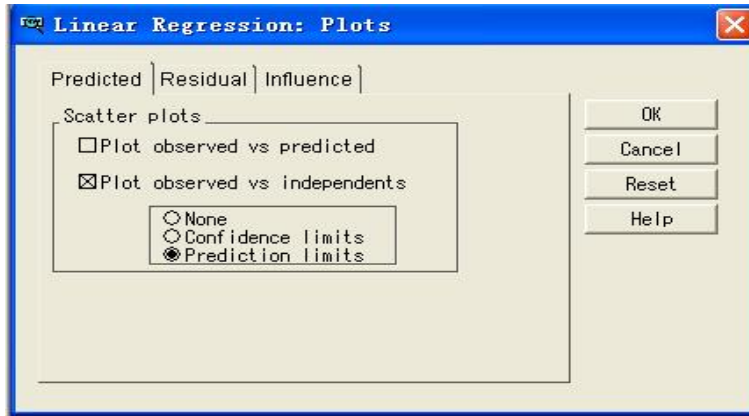 Linear Regression: Plots
Predicted Residual Influence
Scatter plots
Plot observed vs predicted
Plot observed vs independents
None
Confidence limits
Prediction limits
OK
Cancel
Reset
Help